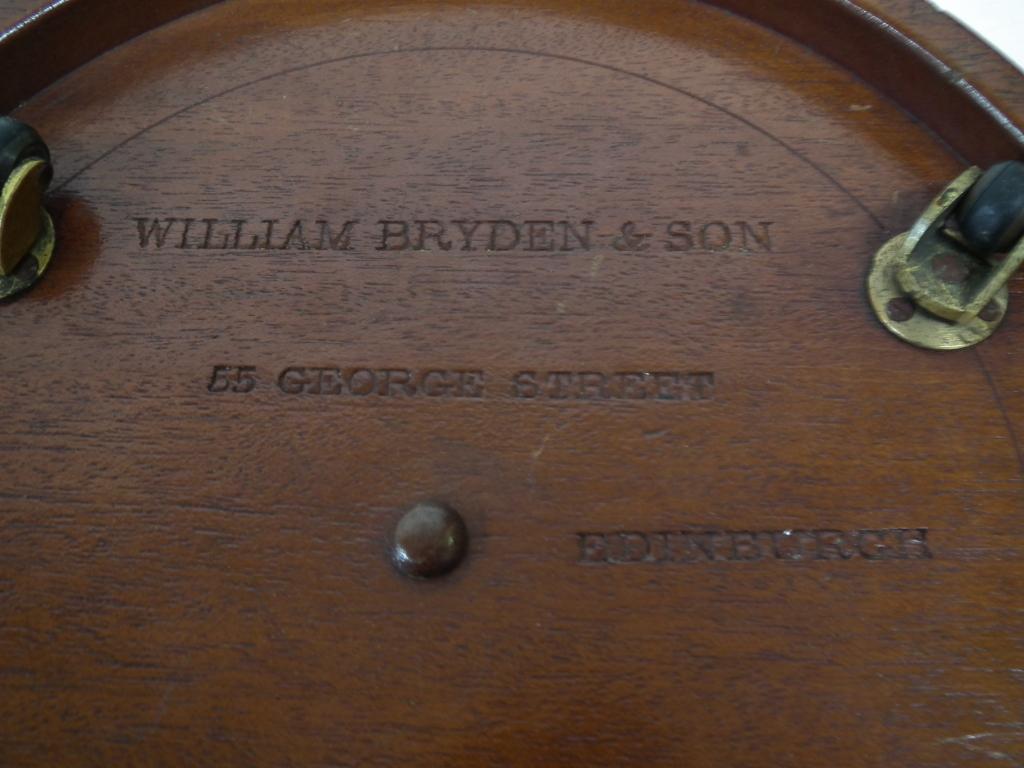 WILLIAM BRYDEN & SON
55 GEORGE STREET
EDINBURGH